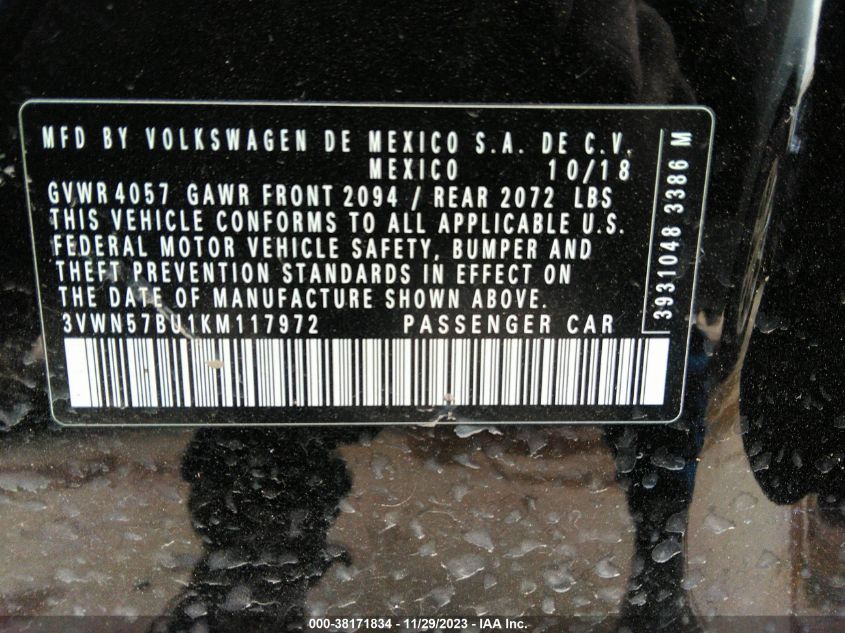 MFD BY VOLKSWAGEN DE MEXICO S.A. DE C.V.
MEXICO 10/18
GVWR 4057 GAWR FRONT 2094 / REAR 2072 LBS
THIS VEHICLE CONFORMS TO ALL APPLICABLE U.S.
FEDERAL MOTOR VEHICLE SAFETY, BUMPER AND
THEFT PREVENTION STANDARDS IN EFFECT ON
THE DATE OF MANUFACTURE SHOWN ABOVE.
3VWN57BU1KM117972 PASSENGER CAR
3931048 3386 M
000-38171834 - 11/29/2023 - IAA Inc.